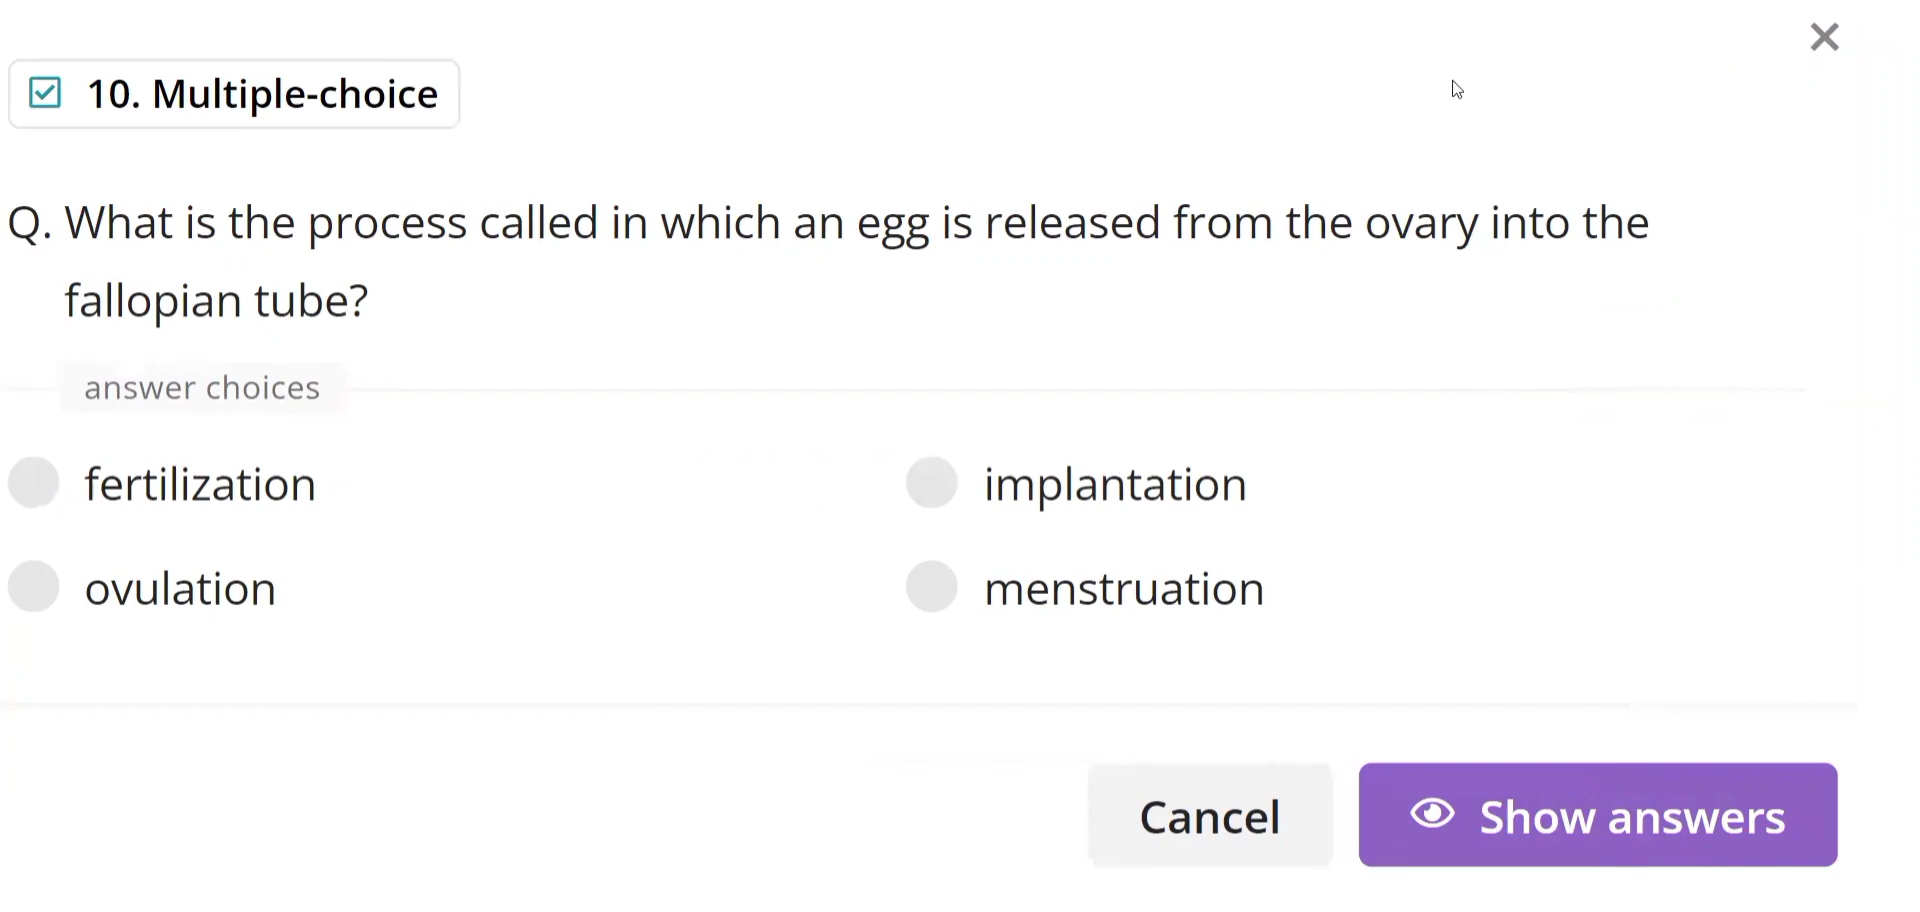 10. Multiple-choice
Q. What is the process called in which an egg is released from the ovary into the
fallopian tube?
answer choices
fertilization
implantation
ovulation
menstruation
Cancel
Show answers